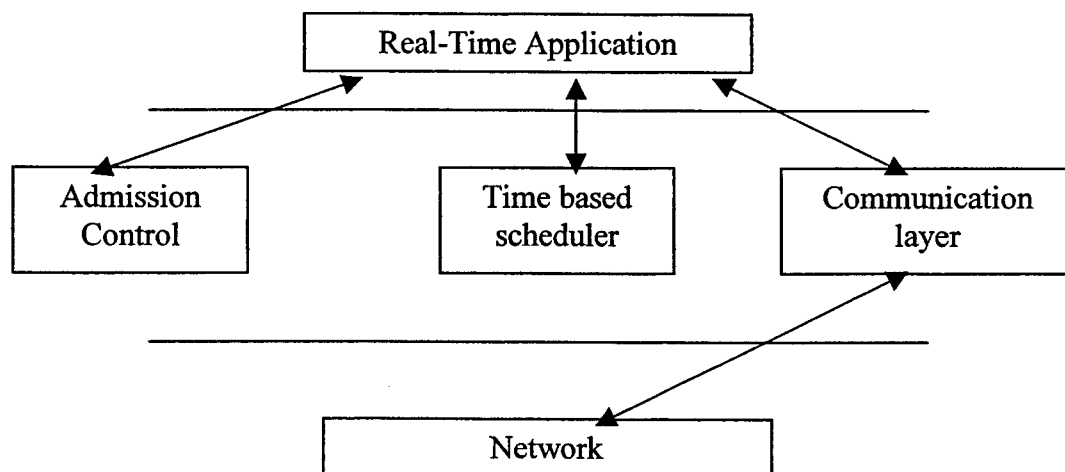 Real-Time Application
Admission
Control
Time based
scheduler
Communication
layer
Network